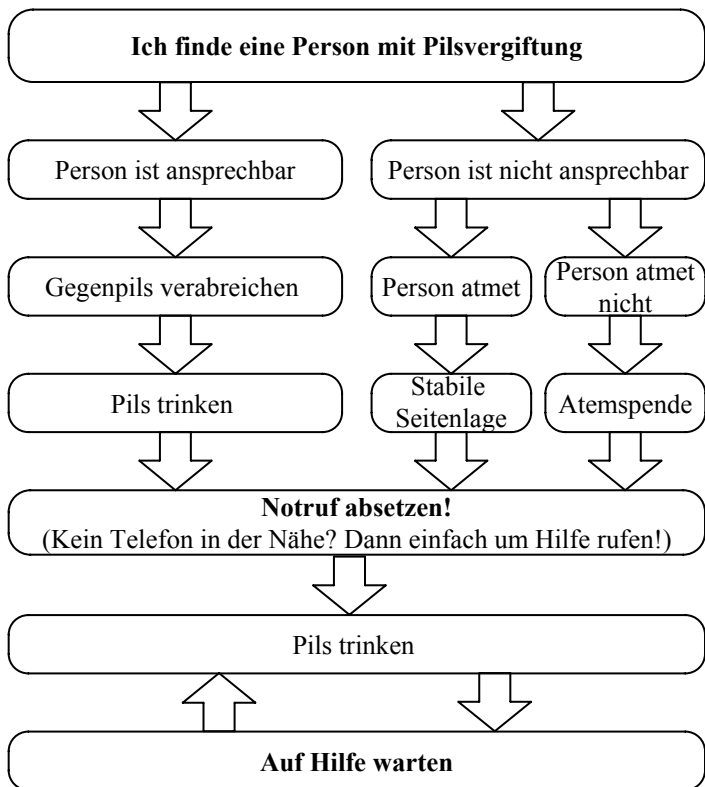 Ich finde eine Person mit Pilsvergiftung
Person ist ansprechbar
Person ist nicht ansprechbar
Gegenpils verabreichen
Person atmet
Person atmet
nicht
Pils trinken
Stabile
Seitenlage
Atemspende
Notruf absetzen!
(Kein Telefon in der Nähe? Dann einfach um Hilfe rufen!)
Pils trinken
Auf Hilfe warten